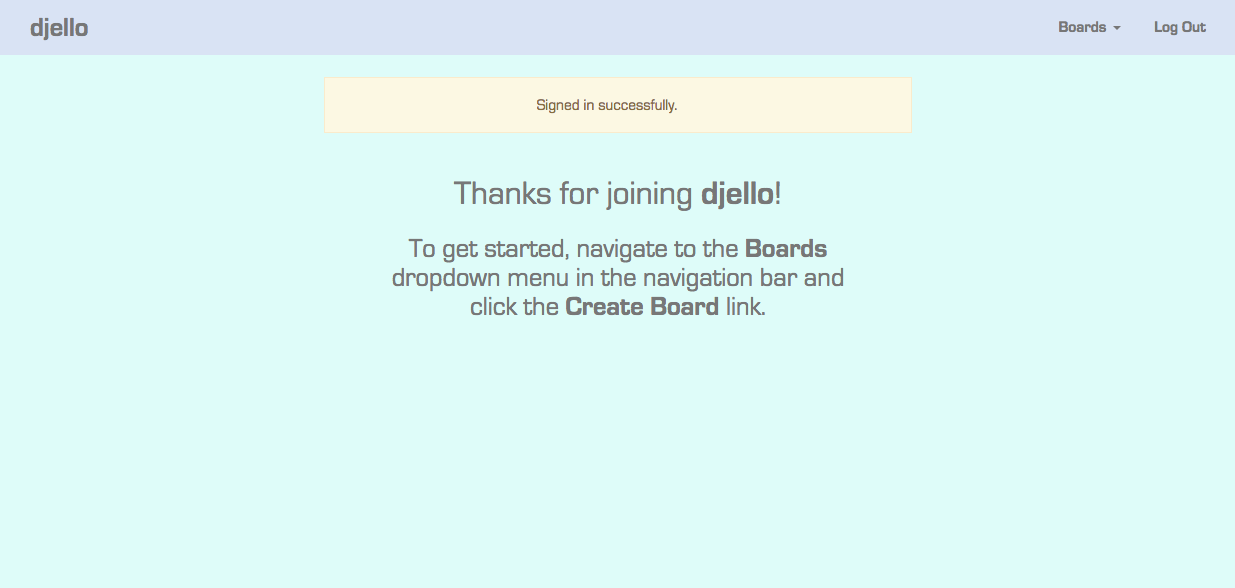 djello
Boards
Log Out
Signed in successfully.
Thanks for joining djello!
To get started, navigate to the Boards
dropdown menu in the navigation bar and
click the Create Board link.